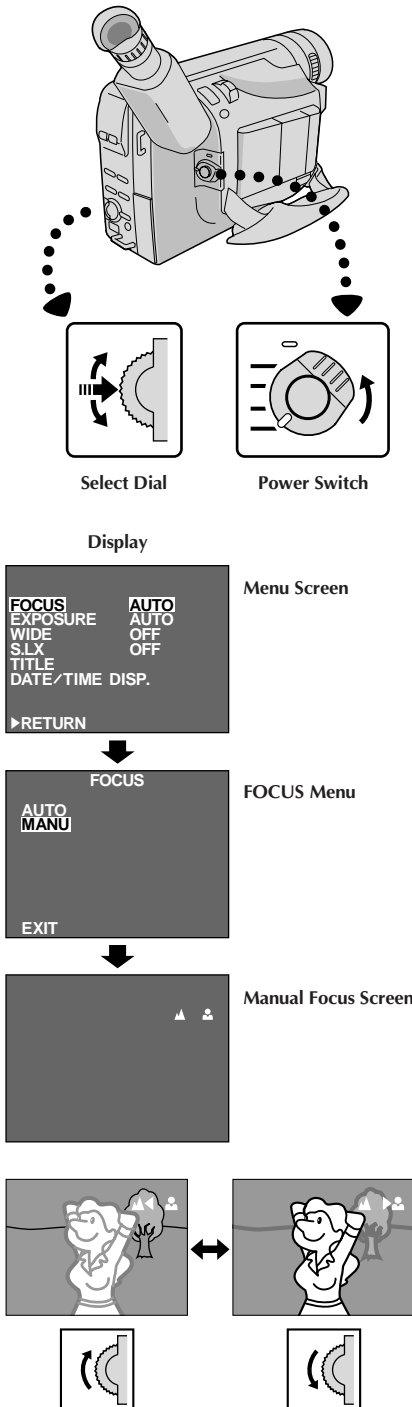 Select Dial
Power Switch
Display
Menu Screen
FOCUS AUTO
EXPOSURE AUTO
WIDE OFF
S.LX OFF
TITLE
DATE/TIME DISP.
▶RETURN
FOCUS Menu
FOCUS
AUTO
MANU
EXIT
Manual Focus Screen